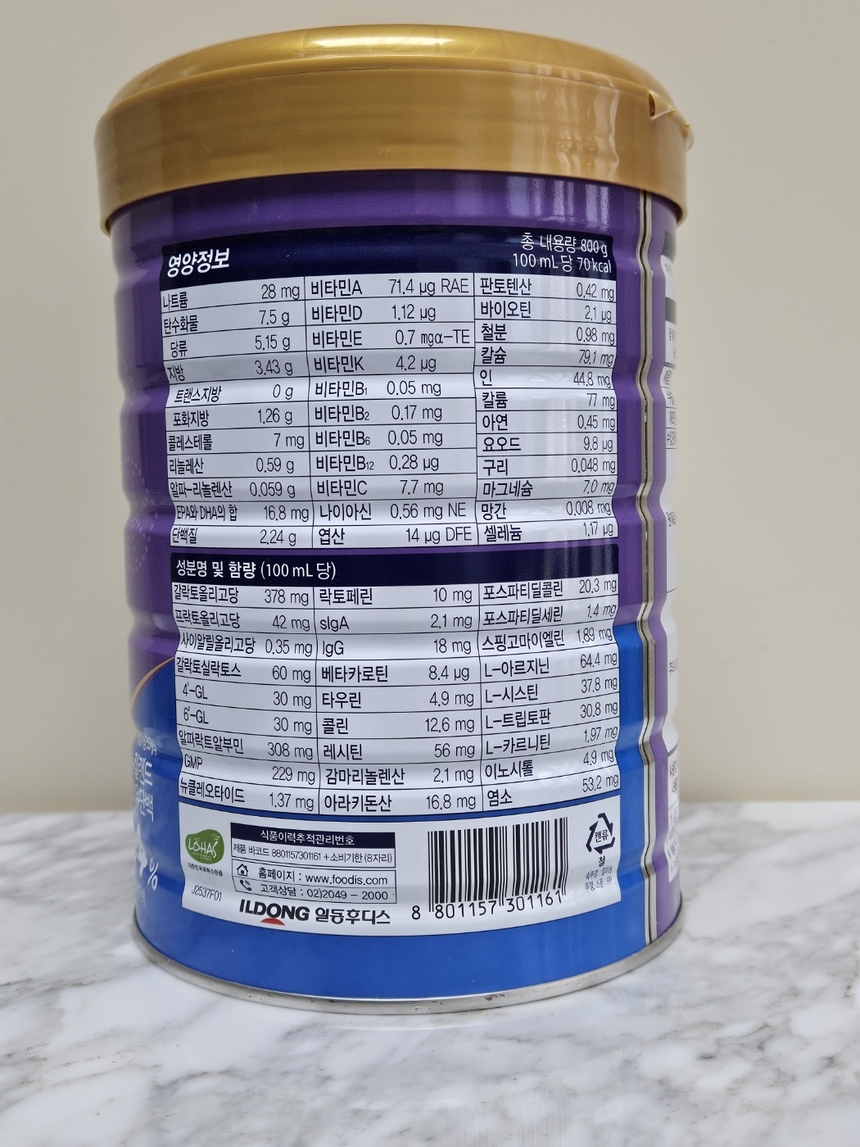 영양정보
총 내용량 800 g
100 mL 당 70 kcal
나트륨 28 mg 비타민A 71.4 µg RAE 판토텐산 0.42 mg
탄수화물 7.5 g 비타민D 1.12 µg 바이오틴 2.1 µg
당류 5.15 g 비타민E 0.7 mgα-TE 철분 0.98 mg
지방 3.43 g 비타민K 4.2 µg 칼슘 79.1 mg
트랜스지방 0 g 비타민B₁ 0.05 mg 인 44.8 mg
포화지방 1.26 g 비타민B₂ 0.17 mg 칼륨 77 mg
콜레스테롤 7 mg 비타민B₆ 0.05 mg 아연 0.45 mg
리놀레산 0.59 g 비타민B₁₂ 0.28 µg 요오드 9.8 µg
알파-리놀렌산 0.059 g 비타민C 7.7 mg 구리 0.048 mg
EPA와 DHA의 합 16.8 mg 나이아신 0.56 mg NE 마그네슘 7.0 mg
단백질 2.24 g 엽산 14 µg DFE 망간 0.008 mg
셀레늄 1.17 µg
성분명 및 함량 (100 mL 당)
갈락토올리고당 378 mg 락토페린 10 mg 포스파티딜콜린 20.3 mg
프락토올리고당 42 mg sIgA 2.1 mg 포스파티딜세린 1.4 mg
사이알릴올리고당 0.35 mg IgG 18 mg 스핑고마이엘린 1.89 mg
갈락토실락토스 60 mg 베타카로틴 8.4 µg L-아르지닌 64.4 mg
4'-GL 30 mg 타우린 4.9 mg L-시스틴 37.8 mg
6'-GL 30 mg 콜린 12.6 mg L-트립토판 30.8 mg
알파락트알부민 308 mg 레시틴 56 mg L-카르니틴 1.97 mg
GMP 229 mg 감마리놀렌산 2.1 mg 이노시톨 4.9 mg
뉴클레오타이드 1.37 mg 아라키돈산 16.8 mg 염소 53.2 mg
LOHAS
식품이력추적관리번호
제품 바코드 8801157301161 +소비기한 (8자리)
홈페이지 : www.foodis.com
고객상담 : 02)2049 - 2000
J2537F01
ILDONG 일동후디스
8 801157 301161
캔류
철
%